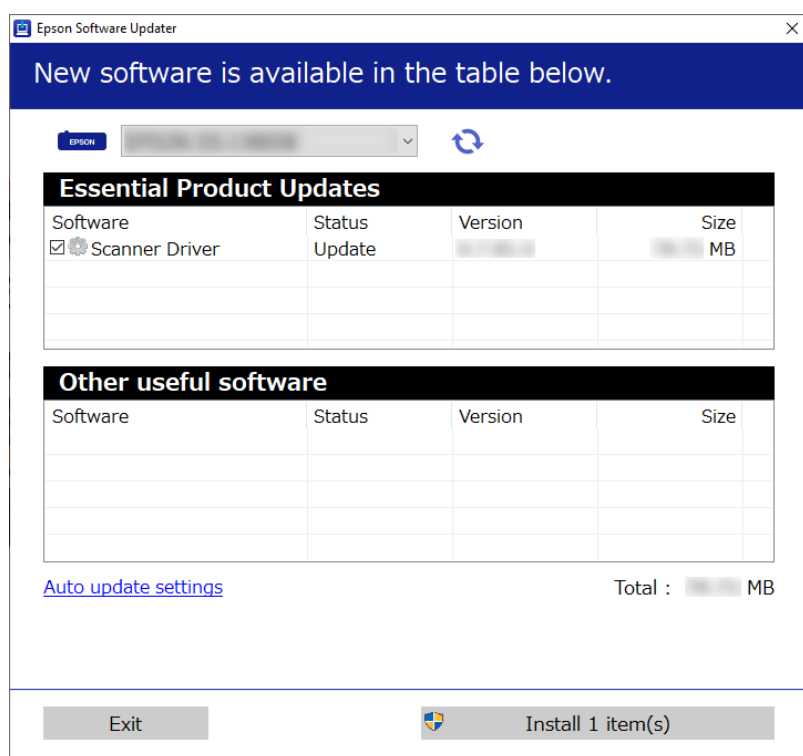 Epson Software Updater
New software is available in the table below.
EPSON
Essential Product Updates
Software Status Version Size
Scanner Driver Update MB
Other useful software
Software Status Version Size
Auto update settings Total : MB
Exit Install 1 item(s)